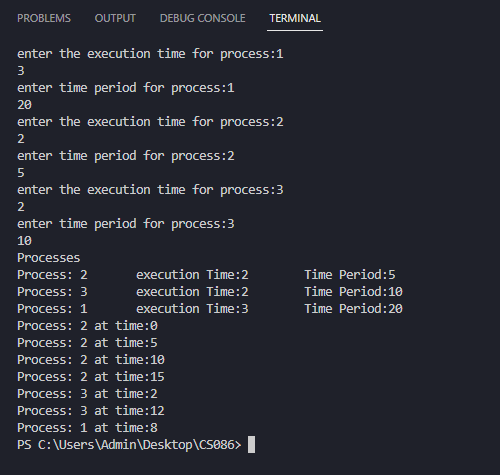 PROBLEMS OUTPUT DEBUG CONSOLE TERMINAL
enter the execution time for process:1
3
enter time period for process:1
20
enter the execution time for process:2
2
enter time period for process:2
5
enter the execution time for process:3
2
enter time period for process:3
10
Processes
Process: 2 execution Time:2 Time Period:5
Process: 3 execution Time:2 Time Period:10
Process: 1 execution Time:3 Time Period:20
Process: 2 at time:0
Process: 2 at time:5
Process: 2 at time:10
Process: 2 at time:15
Process: 3 at time:2
Process: 3 at time:12
Process: 1 at time:8
PS C:\Users\Admin\Desktop\CS086>